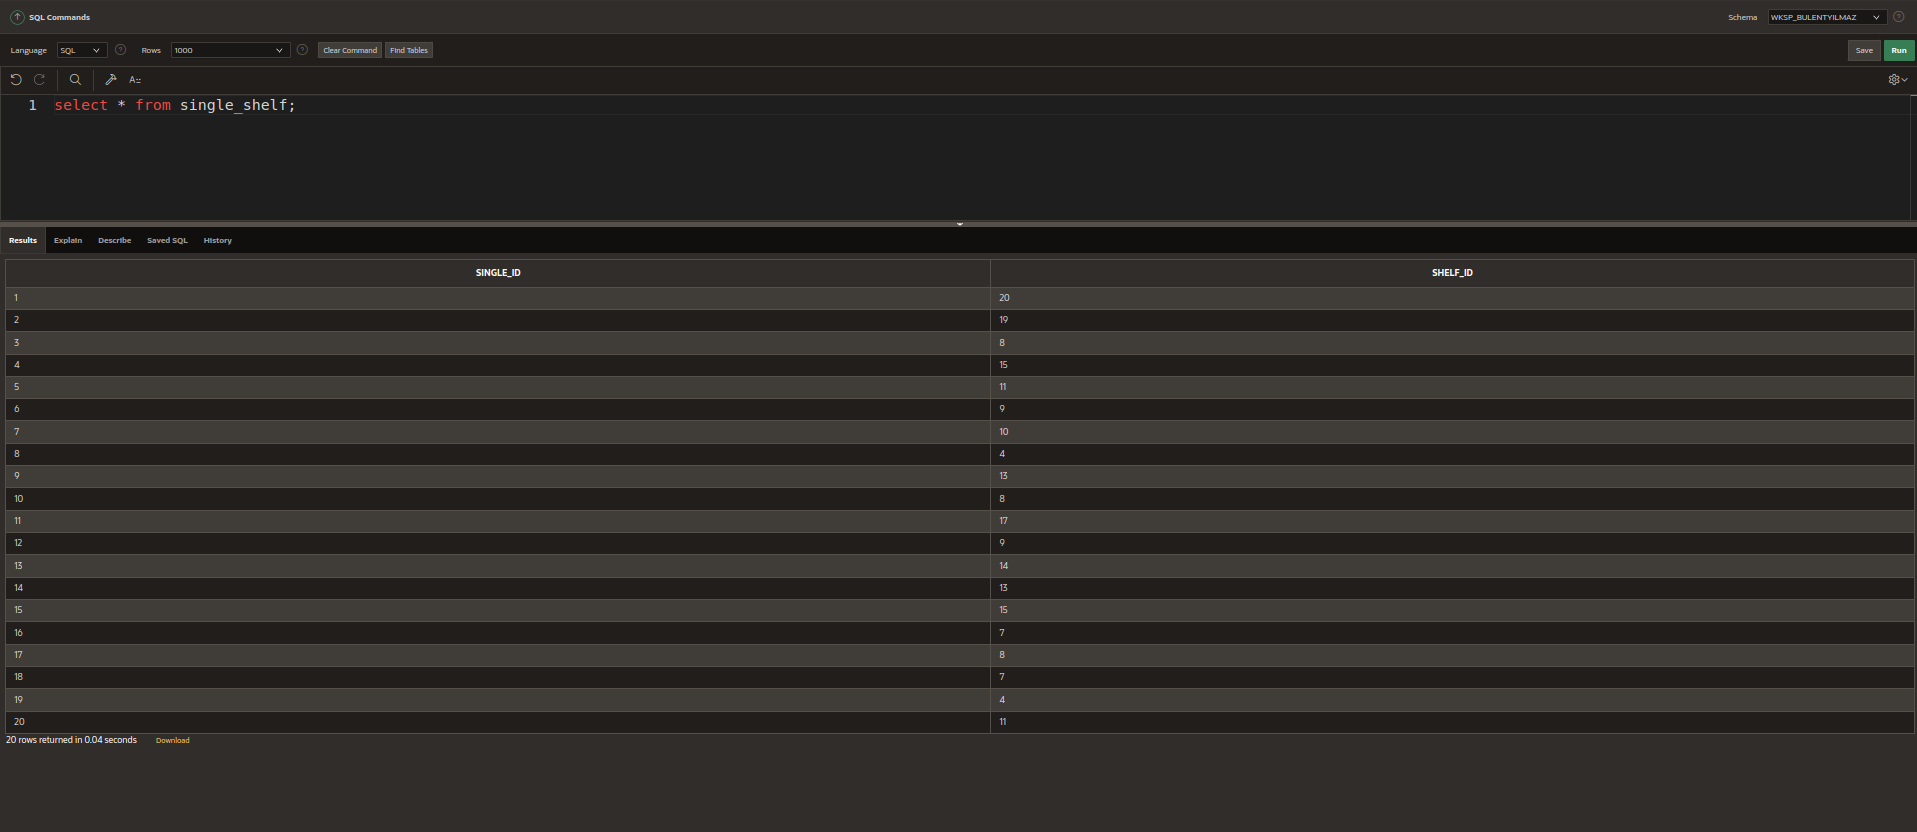 SQL Commands Schema WKSP_BULENTYILMAZ
Language SQL Rows 1000 Clear Command Find Tables Save Run
A::
1 select * from single_shelf;
Results Explain Describe Saved SQL History
SINGLE_ID SHELF_ID
1 20
2 19
3 8
4 15
5 11
6 9
7 10
8 4
9 13
10 8
11 17
12 9
13 14
14 13
15 15
16 7
17 8
18 7
19 4
20 11
20 rows returned in 0.04 seconds Download